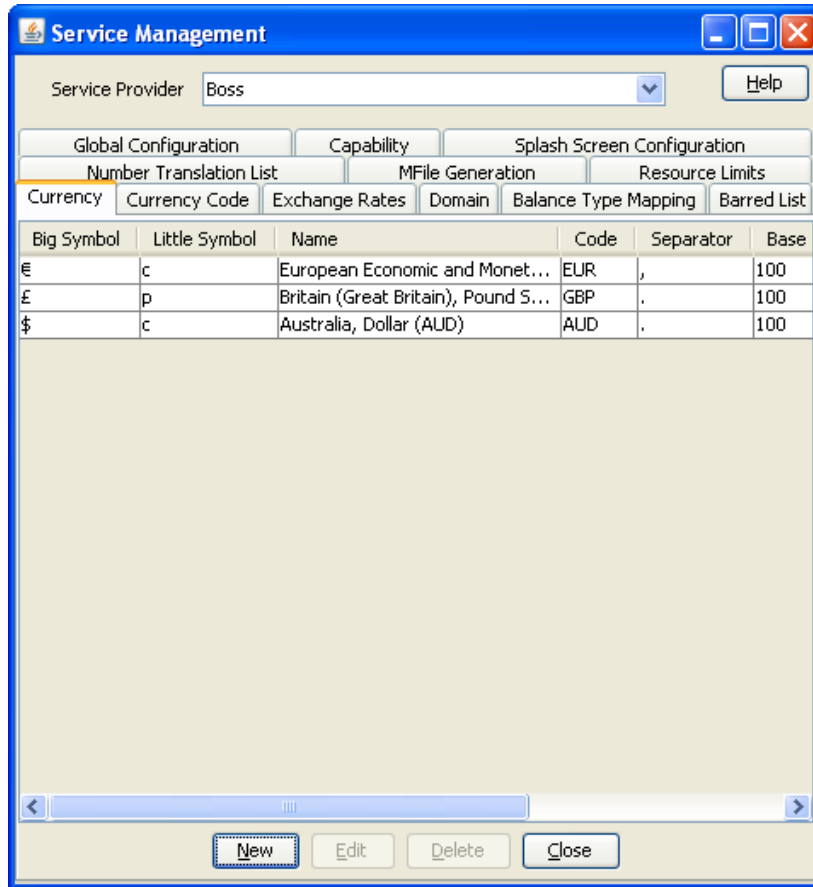 Service Management
Service Provider Boss Help
Global Configuration Capability Splash Screen Configuration
Number Translation List MFile Generation Resource Limits
Currency Currency Code Exchange Rates Domain Balance Type Mapping Barred List
Big Symbol Little Symbol Name Code Separator Base
€ c European Economic and Monet... EUR , 100
£ p Britain (Great Britain), Pound S... GBP . 100
$ c Australia, Dollar (AUD) AUD . 100
New Edit Delete Close